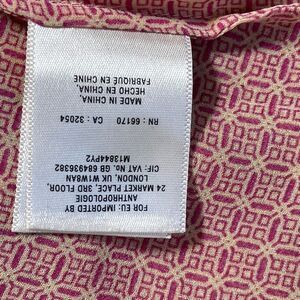 FOR EU: IMPORTED BY
ANTHROPOLOGIE
24 MARKET PLACE, 3RD FLOOR,
LONDON, UK W1W8AN
CIF: VAT No. GB 684936382
M13844PY2
RN : 66170 CA : 32054
MADE IN CHINA,
HECHO EN CHINA
FABRIQUÉ EN CHINE